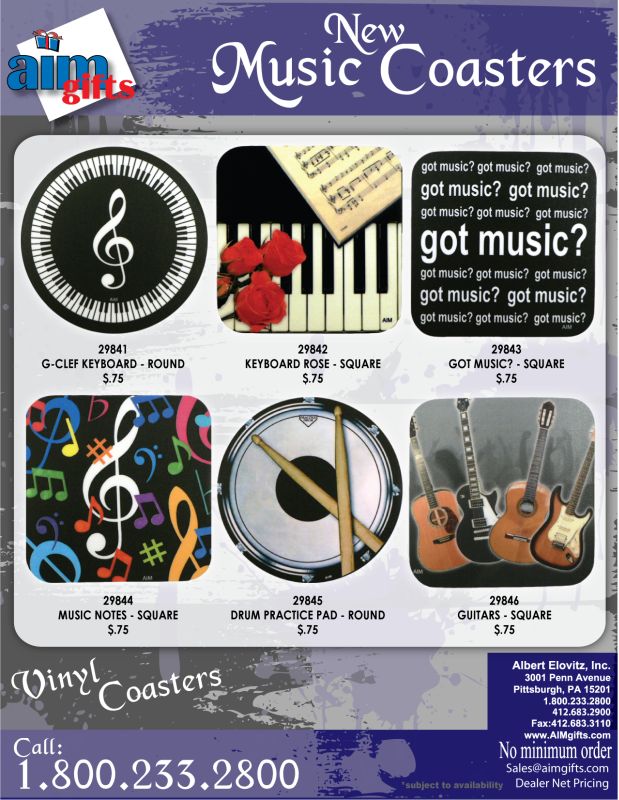 aim
gifts
New
Music Coasters
AIM
29841
G-CLEF KEYBOARD - ROUND
$.75
AIM
29842
KEYBOARD ROSE - SQUARE
$.75
got music? got music? got music?
got music? got music?
got music? got music? got music?
got music?
got music? got music? got music?
got music? got music?
got music? got music? got music?
AIM
29843
GOT MUSIC? - SQUARE
$.75
AIM
29844
MUSIC NOTES - SQUARE
$.75
29845
DRUM PRACTICE PAD - ROUND
$.75
AIM
29846
GUITARS - SQUARE
$.75
Vinyl
Coasters
Albert Elovitz, Inc.
3001 Penn Avenue
Pittsburgh, PA 15201
1.800.233.2800
412.683.2900
Fax:412.683.3110
www.AIMgifts.com
No minimum order
Sales@aimgifts.com
Dealer Net Pricing
Call:
1.800.233.2800
*subject to availability